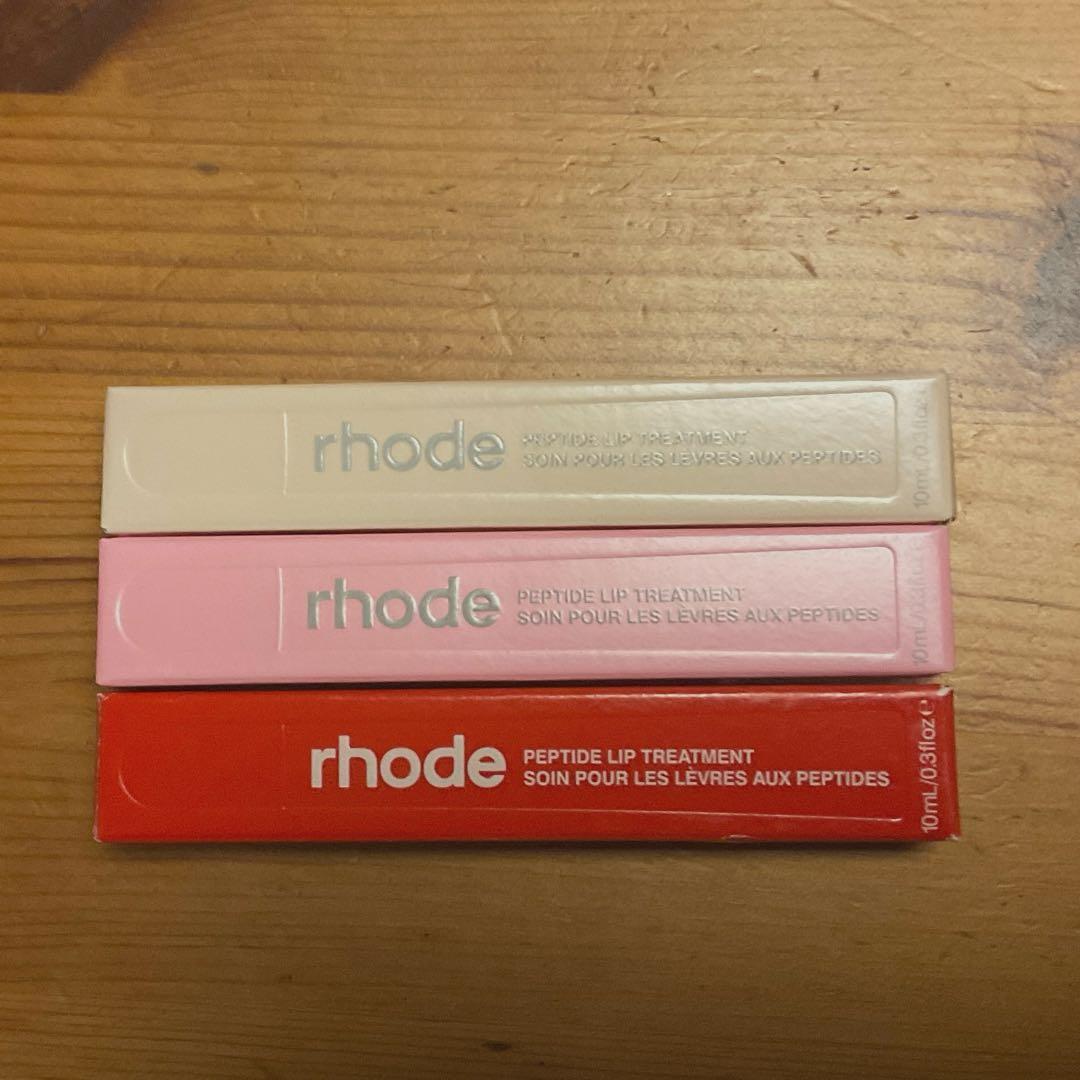 rhode
PEPTIDE LIP TREATMENT
SOIN POUR LES LÈVRES AUX PEPTIDES
10mL/0.3floz
rhode
PEPTIDE LIP TREATMENT
SOIN POUR LES LÈVRES AUX PEPTIDES
10mL/
rhode
PEPTIDE LIP TREATMENT
SOIN POUR LES LÈVRES AUX PEPTIDES
10mL/0.3floz℮